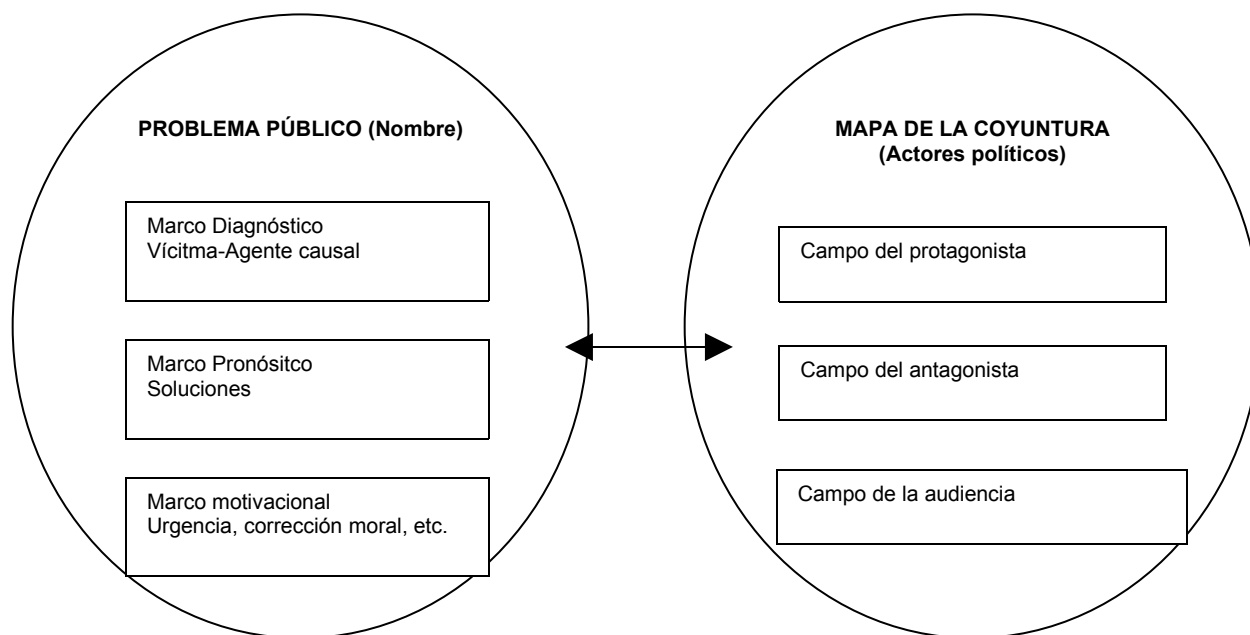 PROBLEMA PÚBLICO (Nombre)
Marco Diagnóstico
Vícitma-Agente causal
Marco Pronósitco
Soluciones
Marco motivacional
Urgencia, corrección moral, etc.
MAPA DE LA COYUNTURA
(Actores políticos)
Campo del protagonista
Campo del antagonista
Campo de la audiencia